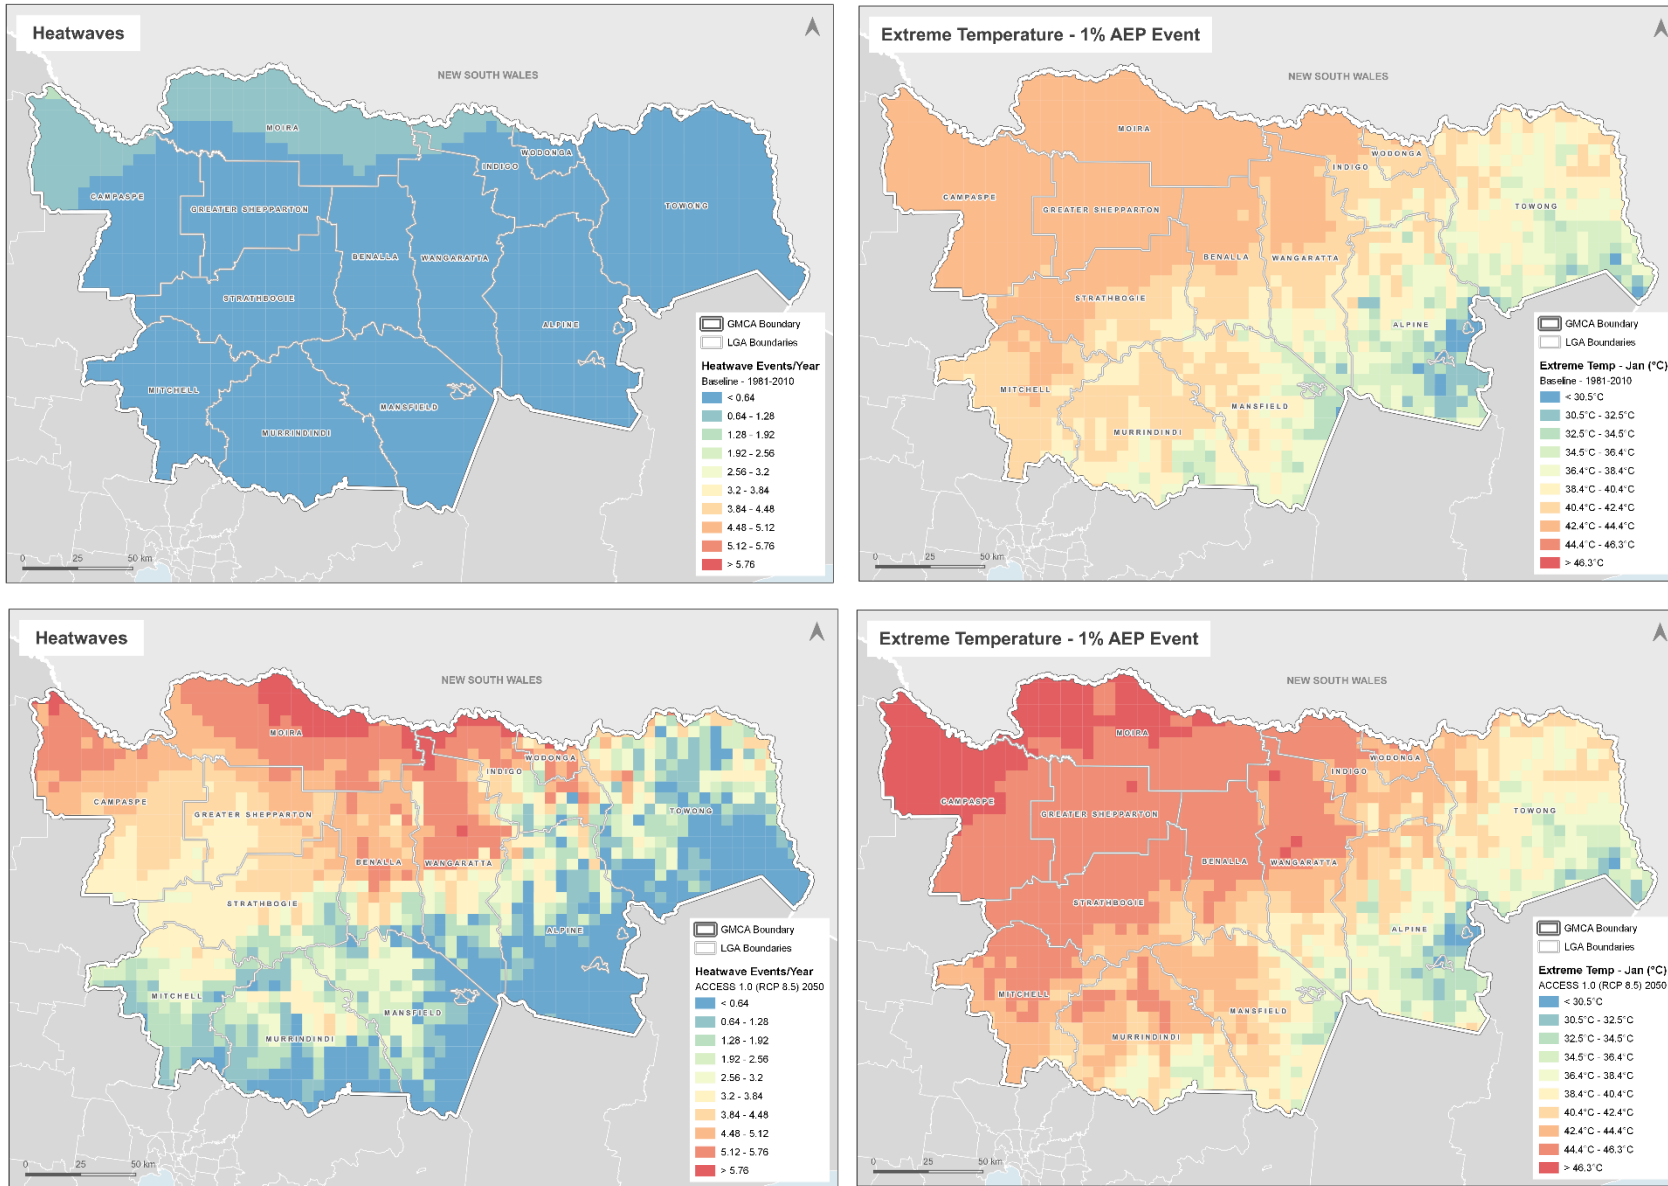 Heatwaves
NEW SOUTH WALES
MOIRA
WODONGA
INDIGO
CAMPASPE
GREATER SHEPPARTON
TOWONG
BENALLA
WANGARATTA
STRATHBOGIE
ALPINE
MITCHELL
MANSFIELD
MURRINDINDI
GMCA Boundary
LGA Boundaries
Heatwave Events/Year
Baseline - 1981-2010
< 0.64
0.64 - 1.28
1.28 - 1.92
1.92 - 2.56
2.56 - 3.2
3.2 - 3.84
3.84 - 4.48
4.48 - 5.12
5.12 - 5.76
> 5.76
0 25 50 km
Extreme Temperature - 1% AEP Event
NEW SOUTH WALES
MOIRA
WODONGA
INDIGO
CAMPASPE
GREATER SHEPPARTON
TOWONG
BENALLA
WANGARATTA
STRATHBOGIE
ALPINE
MITCHELL
MANSFIELD
MURRINDINDI
GMCA Boundary
LGA Boundaries
Extreme Temp - Jan (°C)
Baseline - 1981-2010
< 30.5°C
30.5°C - 32.5°C
32.5°C - 34.5°C
34.5°C - 36.4°C
36.4°C - 38.4°C
38.4°C - 40.4°C
40.4°C - 42.4°C
42.4°C - 44.4°C
44.4°C - 46.3°C
> 46.3°C
0 25 50 km
Heatwaves
NEW SOUTH WALES
MOIRA
WODONGA
INDIGO
CAMPASPE
GREATER SHEPPARTON
TOWONG
BENALLA
WANGARATTA
STRATHBOGIE
ALPINE
MITCHELL
MANSFIELD
MURRINDINDI
GMCA Boundary
LGA Boundaries
Heatwave Events/Year
ACCESS 1.0 (RCP 8.5) 2050
< 0.64
0.64 - 1.28
1.28 - 1.92
1.92 - 2.56
2.56 - 3.2
3.2 - 3.84
3.84 - 4.48
4.48 - 5.12
5.12 - 5.76
> 5.76
0 25 50 km
Extreme Temperature - 1% AEP Event
NEW SOUTH WALES
MOIRA
WODONGA
INDIGO
CAMPASPE
GREATER SHEPPARTON
TOWONG
BENALLA
WANGARATTA
STRATHBOGIE
ALPINE
MITCHELL
MANSFIELD
MURRINDINDI
GMCA Boundary
LGA Boundaries
Extreme Temp - Jan (°C)
ACCESS 1.0 (RCP 8.5) 2050
< 30.5°C
30.5°C - 32.5°C
32.5°C - 34.5°C
34.5°C - 36.4°C
36.4°C - 38.4°C
38.4°C - 40.4°C
40.4°C - 42.4°C
42.4°C - 44.4°C
44.4°C - 46.3°C
> 46.3°C
0 25 50 km